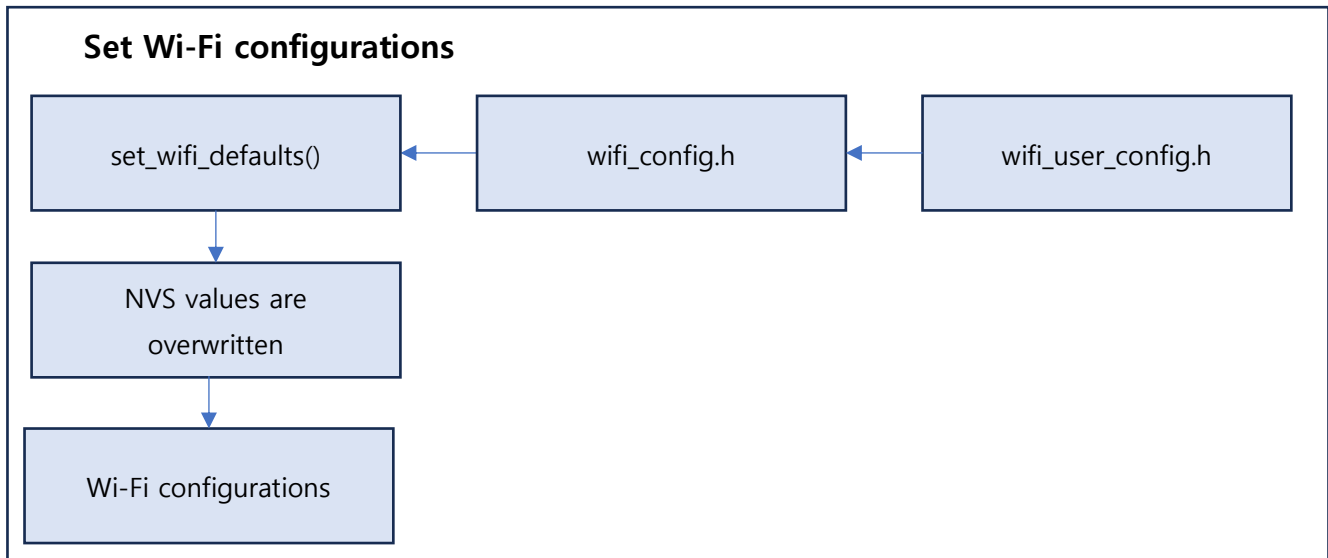 Set Wi-Fi configurations
set_wifi_defaults()
wifi_config.h
wifi_user_config.h
NVS values are
overwritten
Wi-Fi configurations